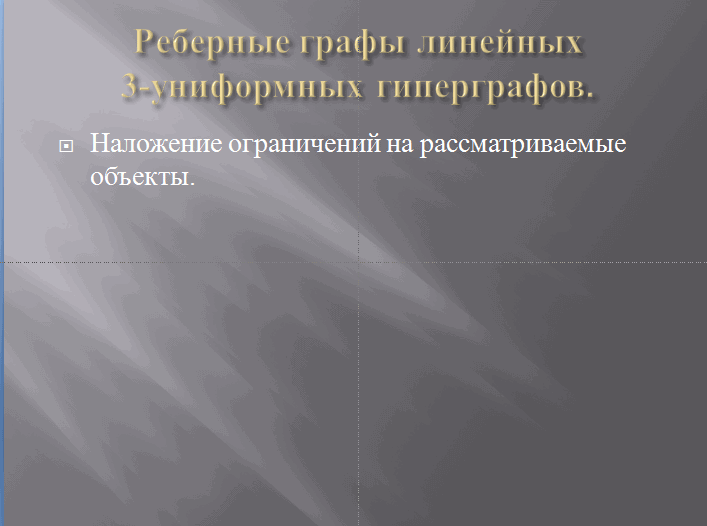 Реберные графы линейных
3-униформных гиперграфов.
Наложение ограничений на рассматриваемые
объекты.